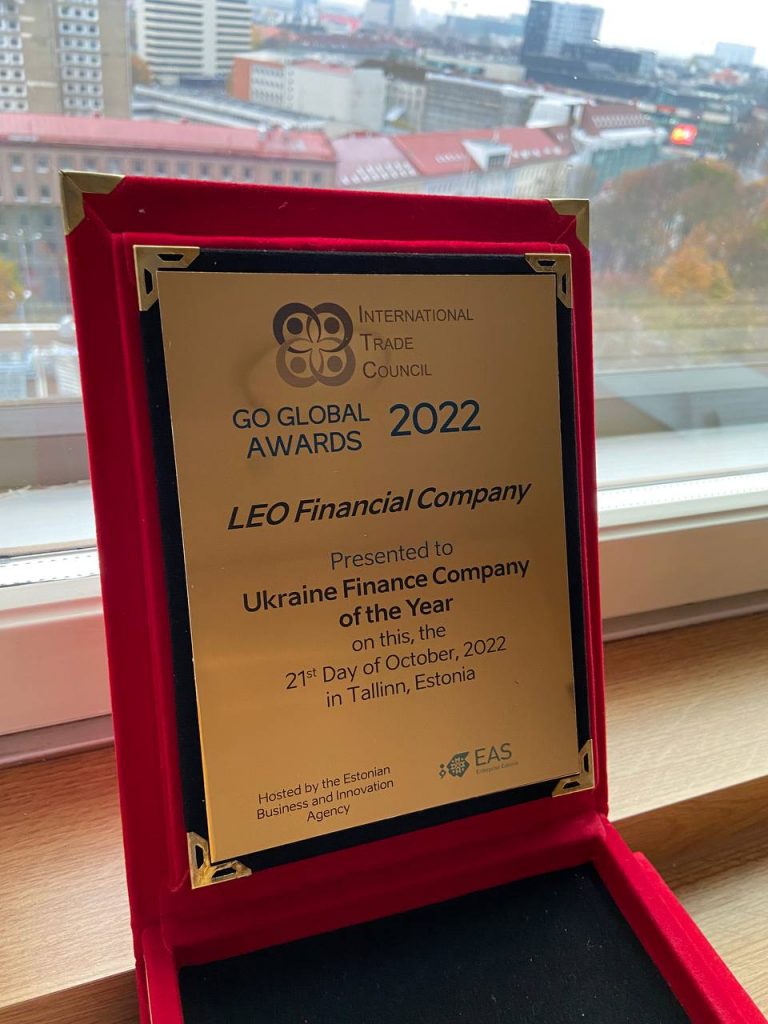 INTERNATIONAL
TRADE
COUNCIL
GO GLOBAL
AWARDS
2022
LEO Financial Company
Presented to
Ukraine Finance Company
of the Year
on this, the
21st Day of October, 2022
in Tallinn, Estonia
Hosted by the Estonian
Business and Innovation
Agency
EAS
Enterprise Estonia